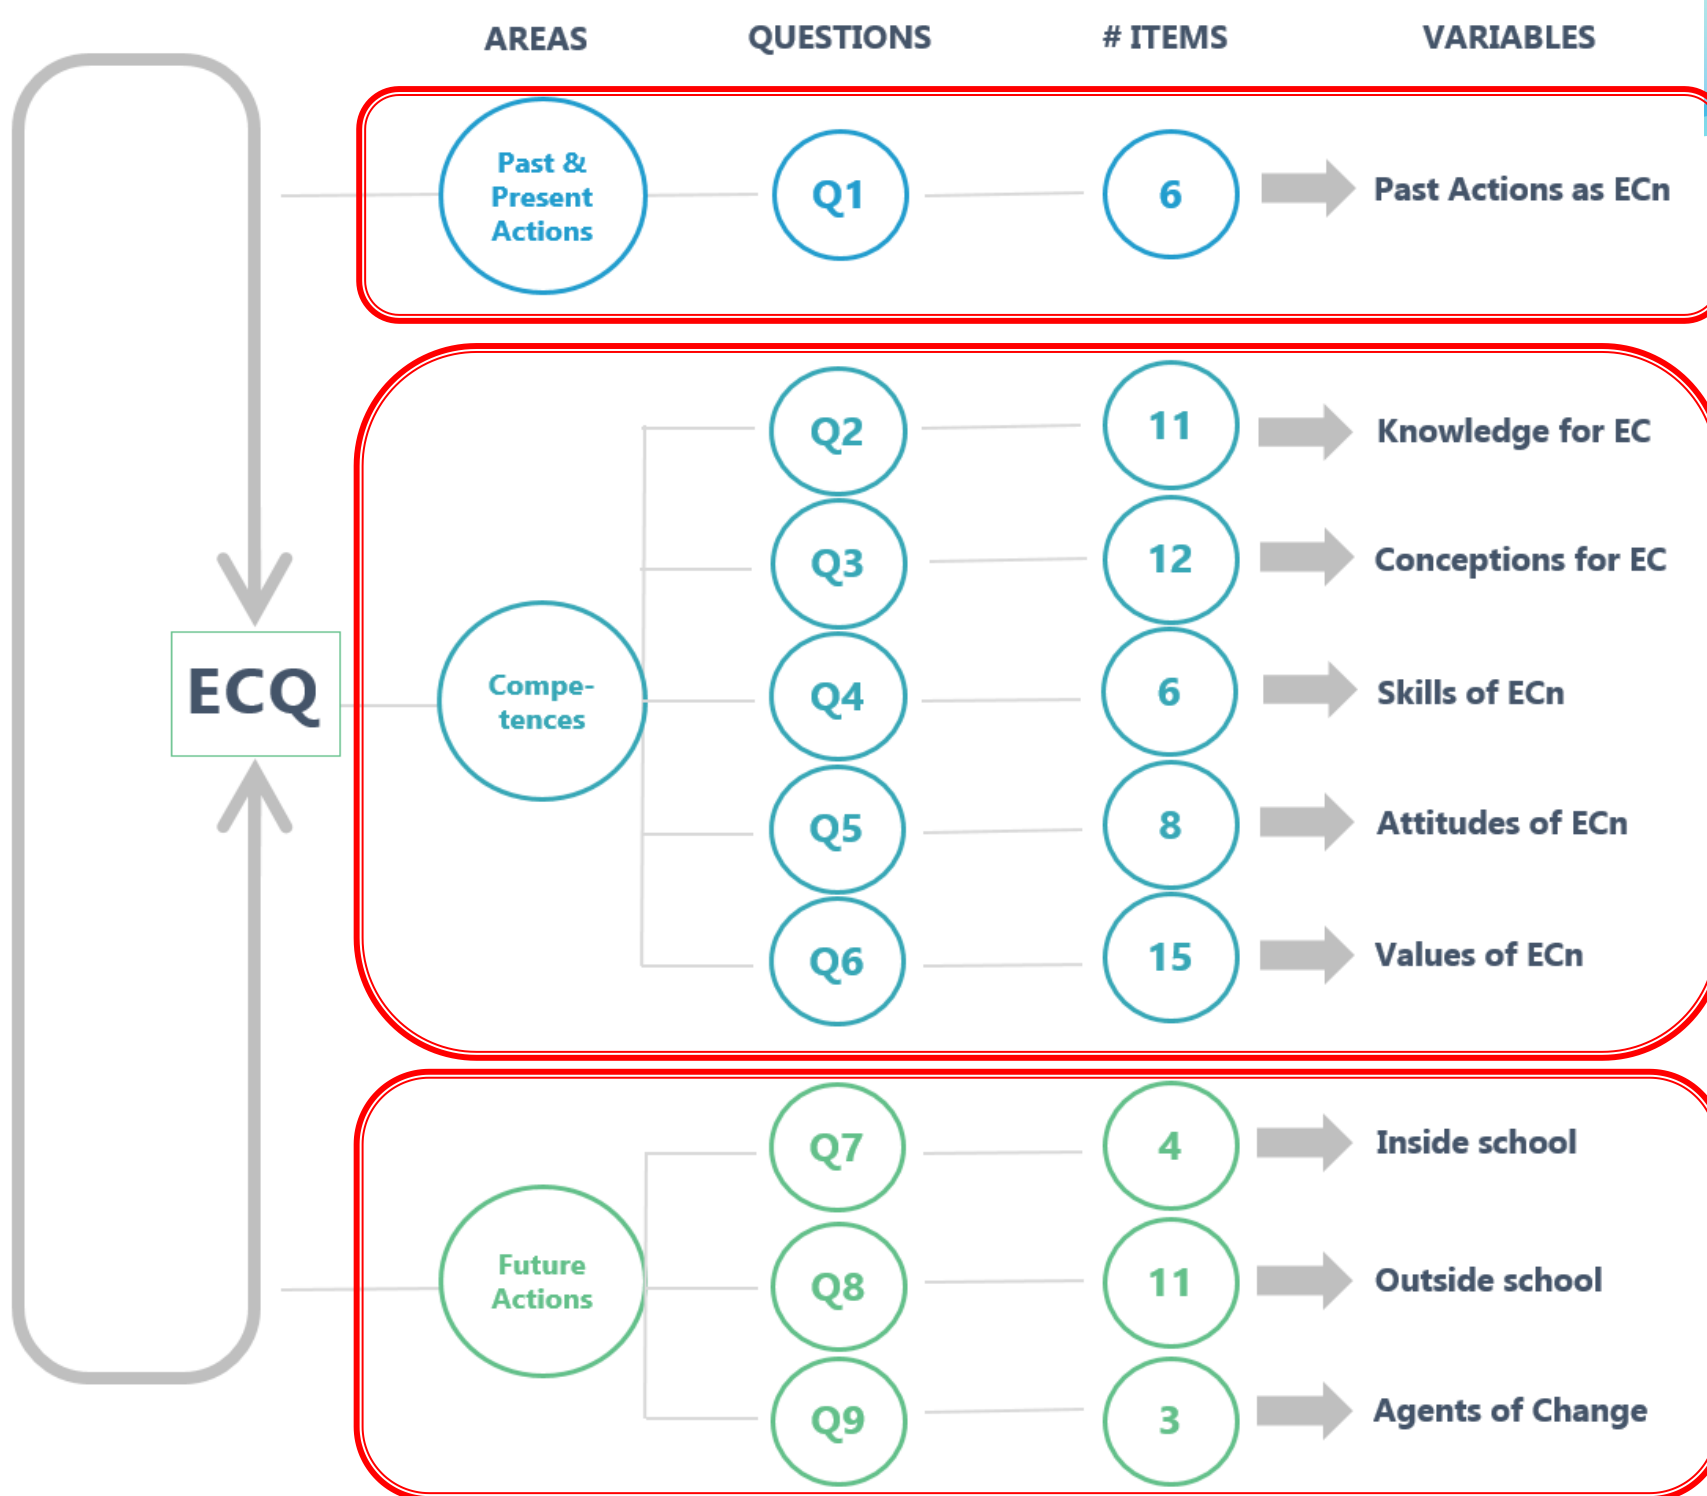 AREAS QUESTIONS # ITEMS VARIABLES
Past &
Present
Actions
Q1 6 Past Actions as ECn
ECQ
Compe-
tences
Q2 11 Knowledge for EC
Q3 12 Conceptions for EC
Q4 6 Skills of ECn
Q5 8 Attitudes of ECn
Q6 15 Values of ECn
Future
Actions
Q7 4 Inside school
Q8 11 Outside school
Q9 3 Agents of Change